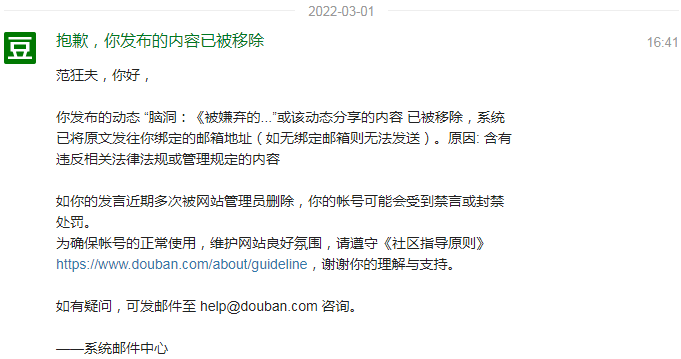 2022-03-01
豆
抱歉，你发布的内容已被移除
16:41
范狂夫，你好，
你发布的动态 “脑洞：《被嫌弃的...”或该动态分享的内容 已被移除，系统
已将原文发往你绑定的邮箱地址（如无绑定邮箱则无法发送）。原因: 含有
违反相关法律法规或管理规定的内容
如你的发言近期多次被网站管理员删除，你的帐号可能会受到禁言或封禁
处罚。
为确保帐号的正常使用，维护网站良好氛围，请遵守《社区指导原则》
https://www.douban.com/about/guideline，谢谢你的理解与支持。
如有疑问，可发邮件至 help@douban.com 咨询。
——系统邮件中心